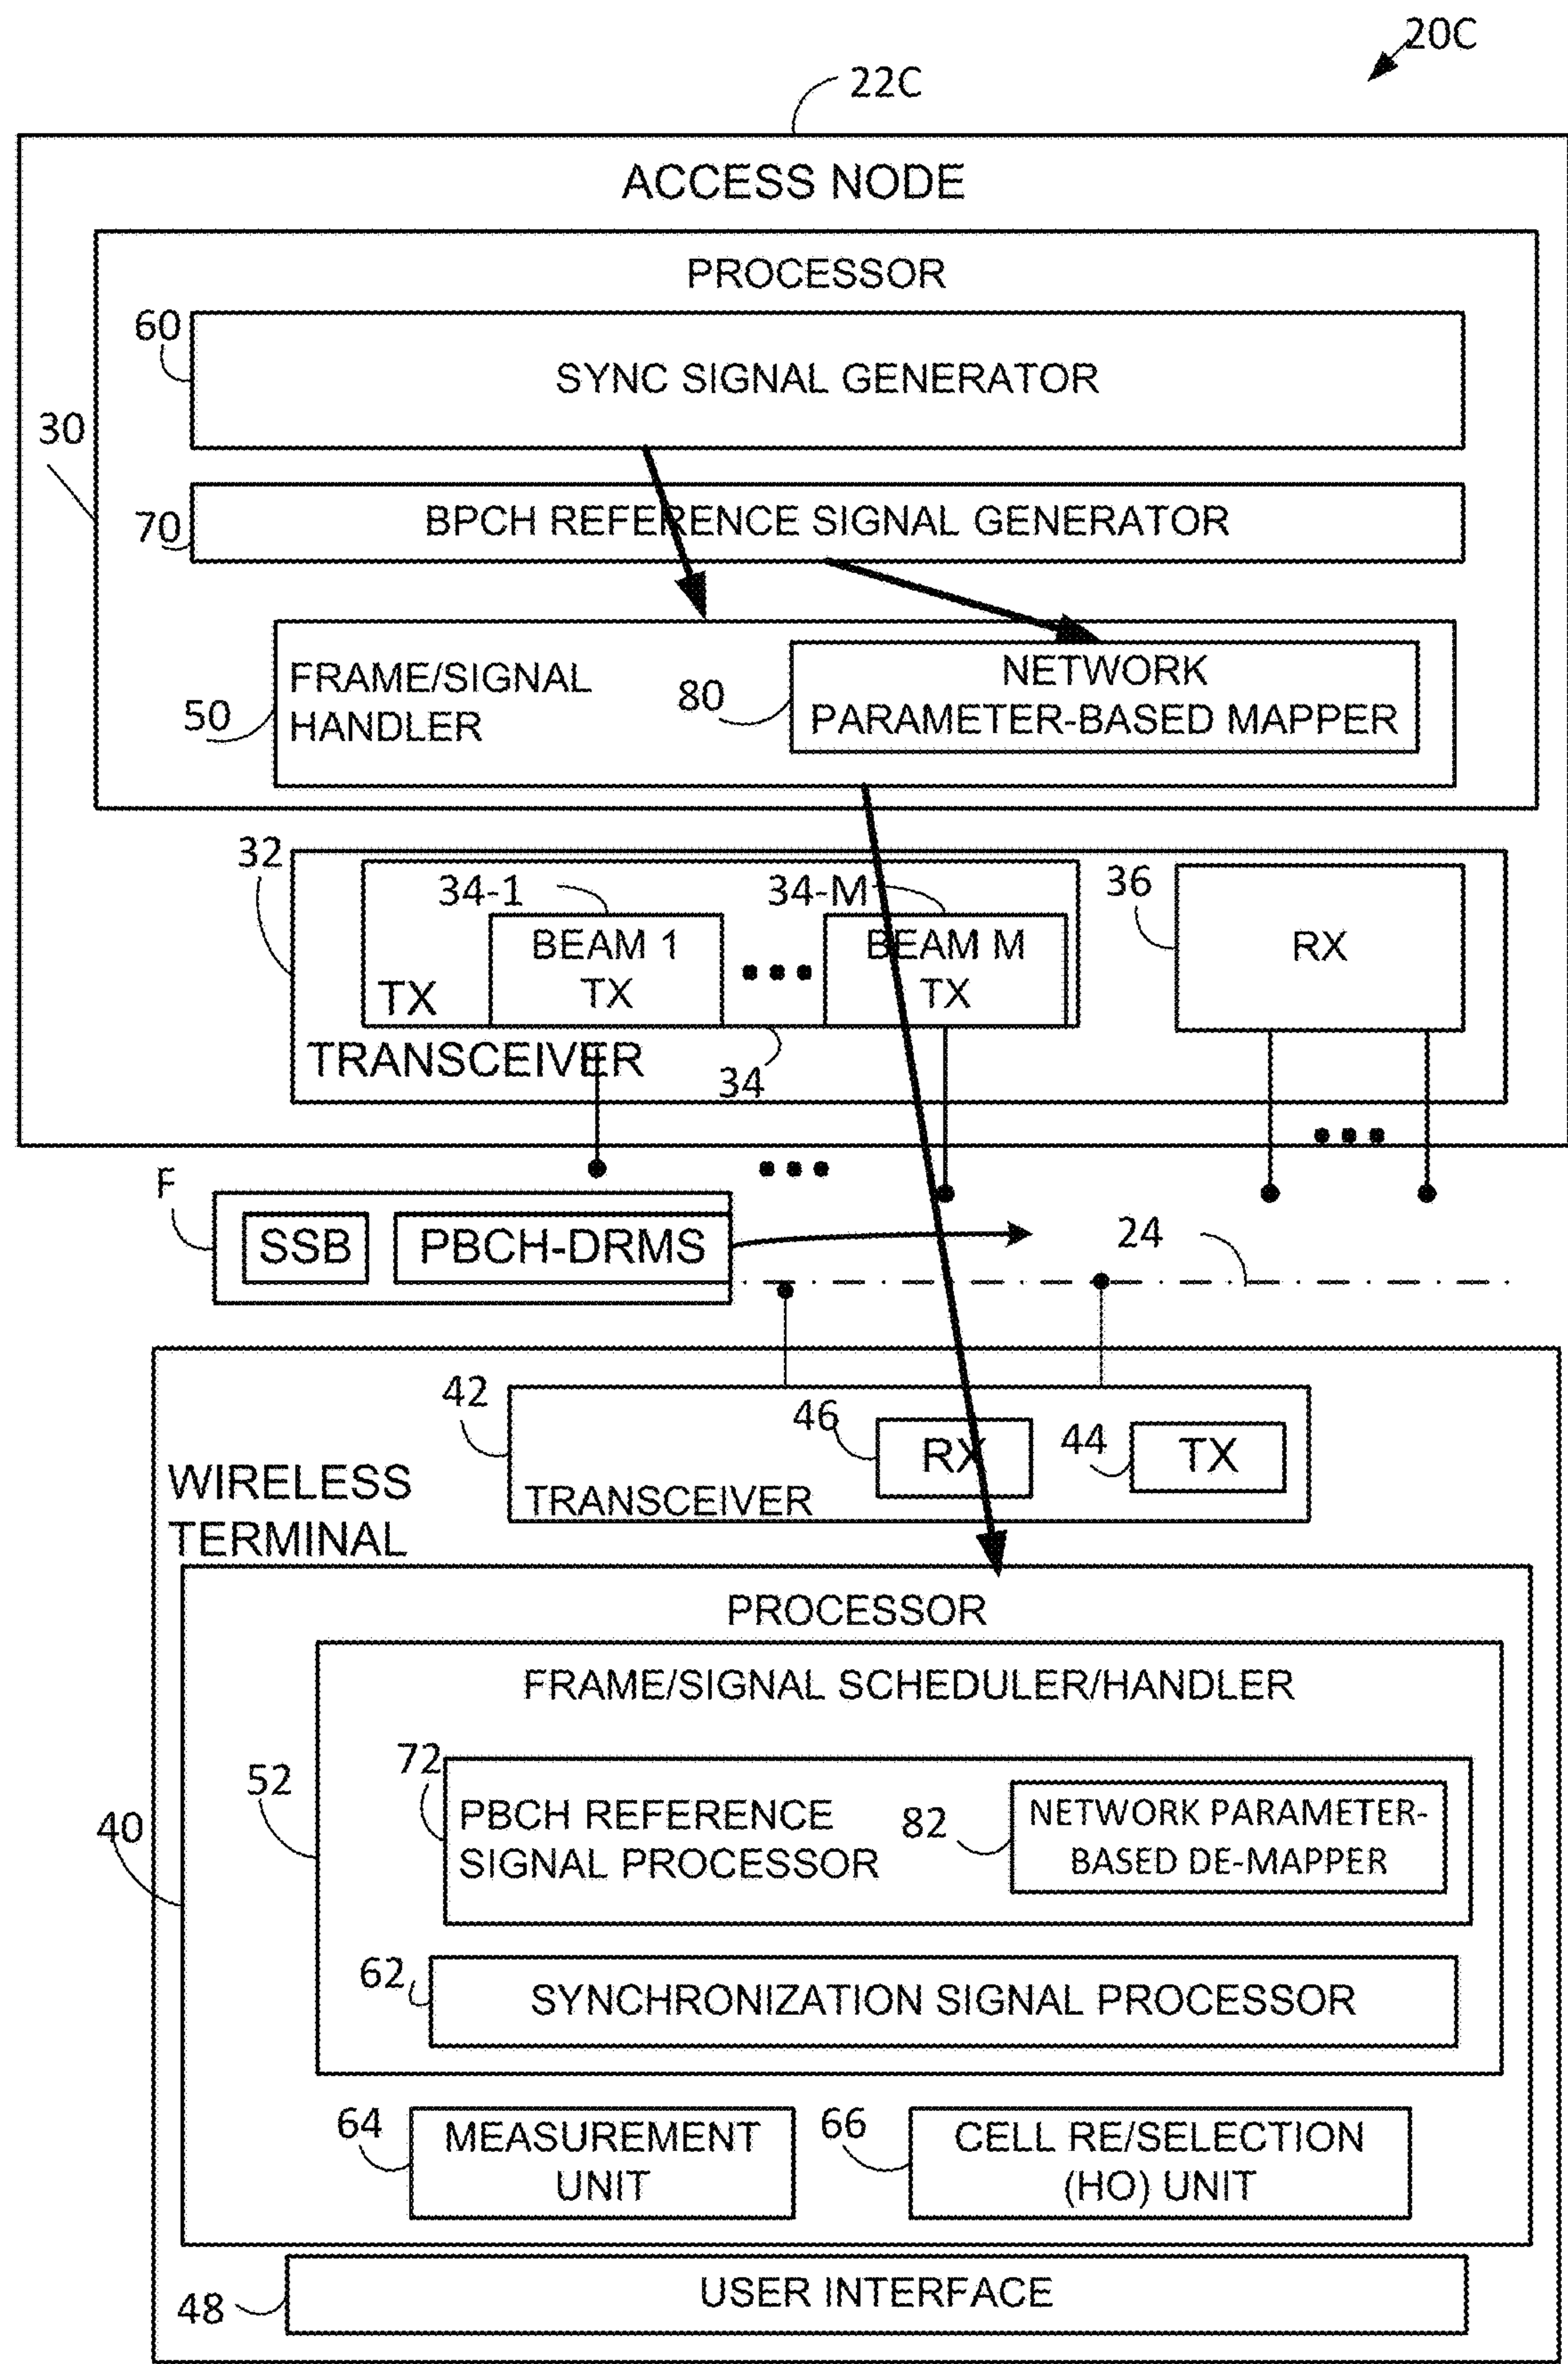 20C
22C
ACCESS NODE
PROCESSOR
60
SYNC SIGNAL GENERATOR
30
70
BPCH REFERENCE SIGNAL GENERATOR
FRAME/SIGNAL
HANDLER
50
80
NETWORK
PARAMETER-BASED MAPPER
32
34-1
34-M
36
BEAM 1
TX
BEAM M
TX
RX
TX
TRANSCEIVER
34
F
SSB
PBCH-DRMS
24
42
46
RX
44
TX
TRANSCEIVER
WIRELESS
TERMINAL
PROCESSOR
FRAME/SIGNAL SCHEDULER/HANDLER
72
52
40
PBCH REFERENCE
SIGNAL PROCESSOR
82
NETWORK PARAMETER-
BASED DE-MAPPER
62
SYNCHRONIZATION SIGNAL PROCESSOR
64
MEASUREMENT
UNIT
66
CELL RE/SELECTION
(HO) UNIT
USER INTERFACE
48